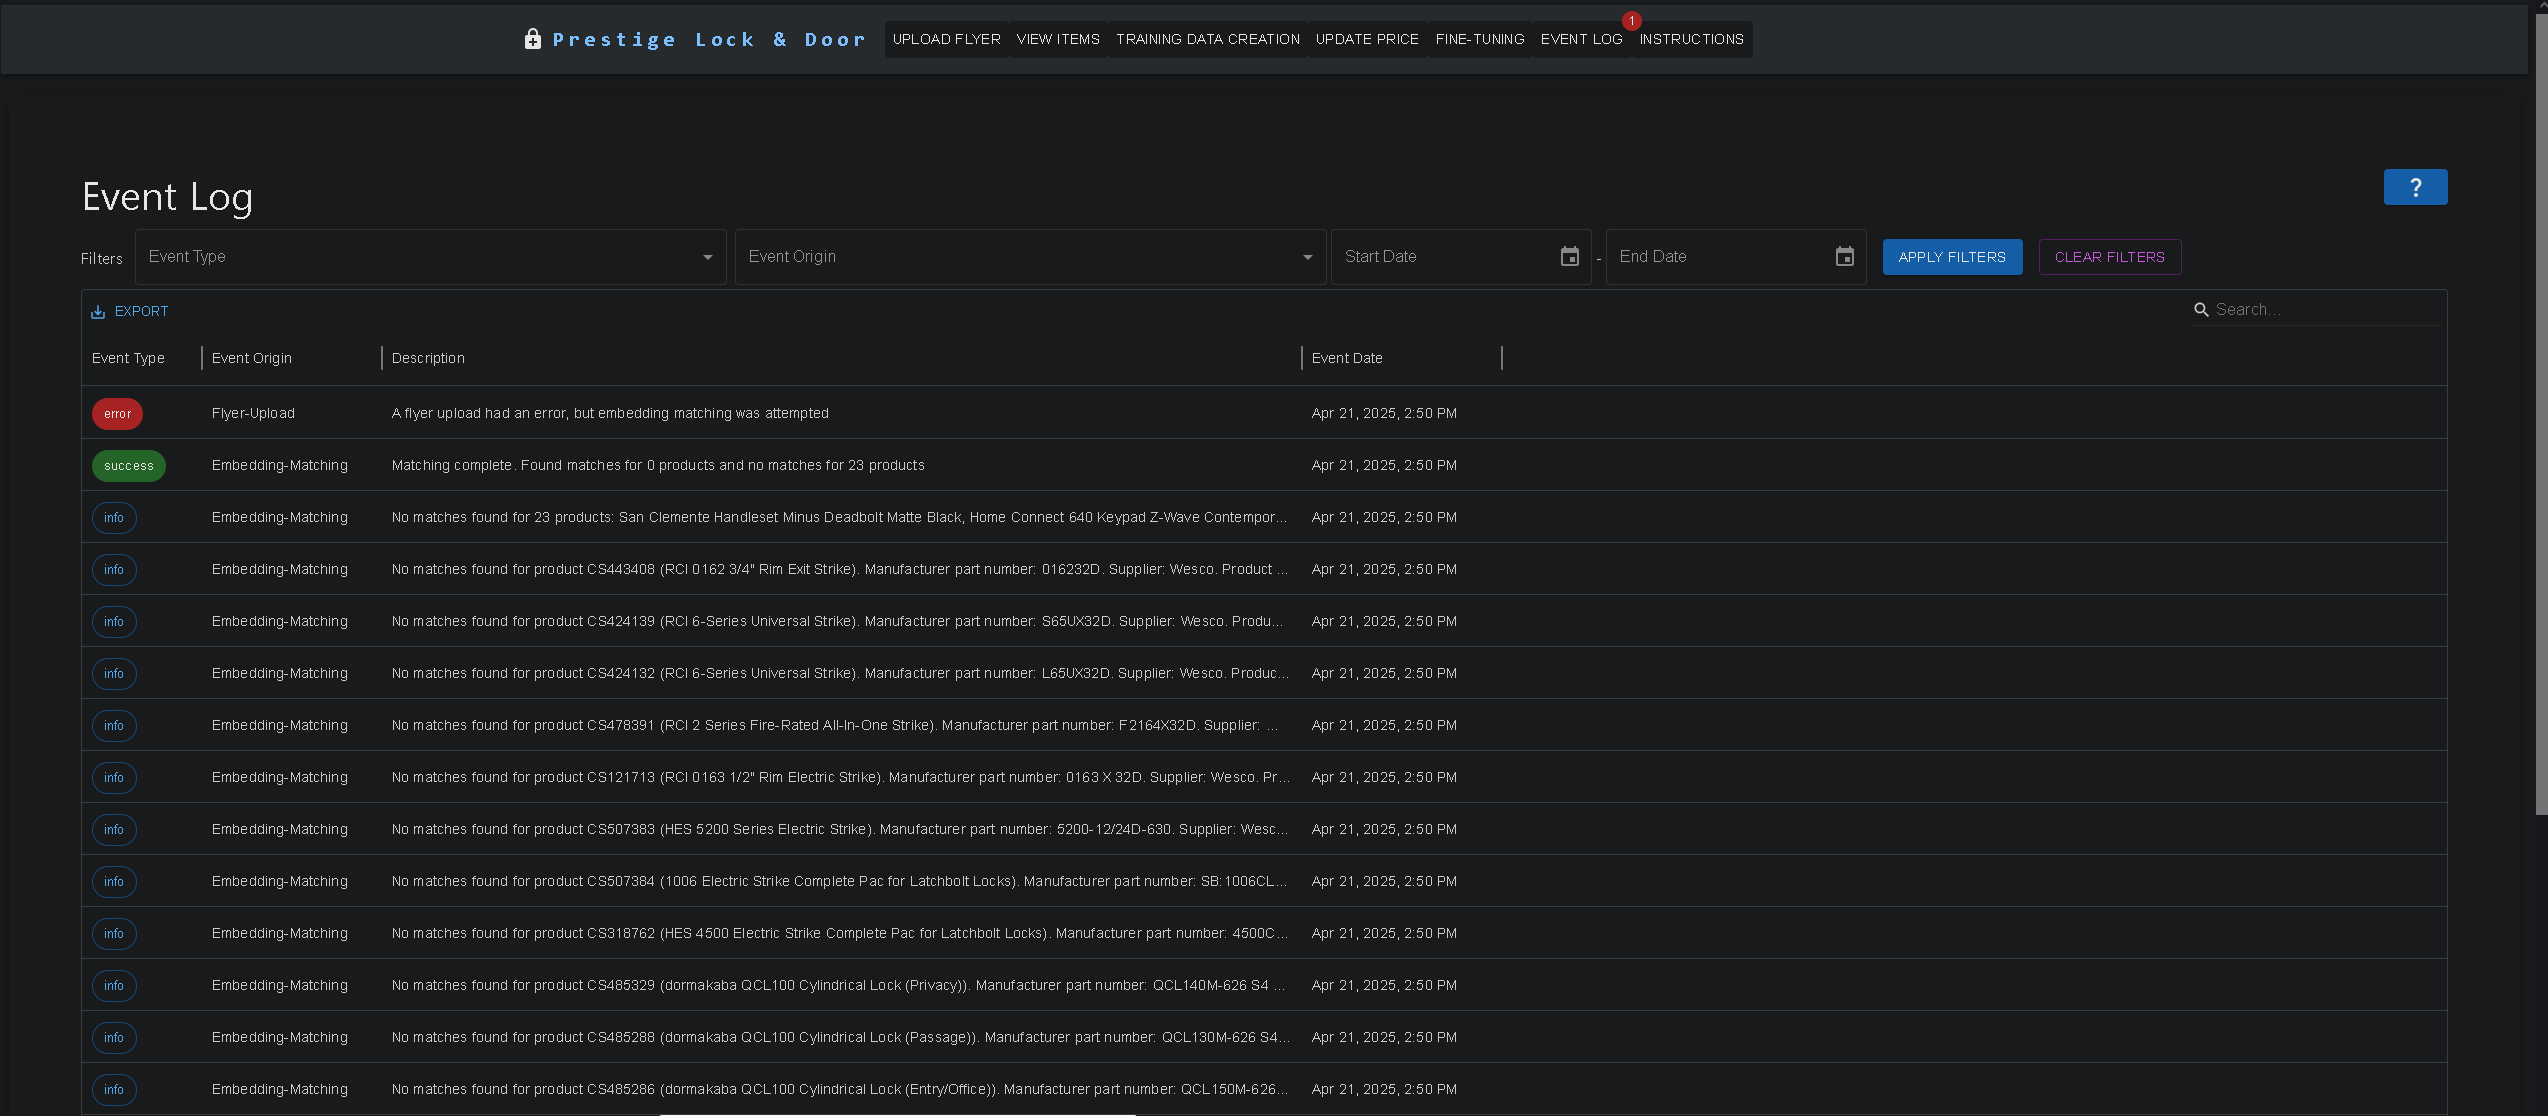 Prestige Lock & Door UPLOAD FLYER VIEW ITEMS TRAINING DATA CREATION UPDATE PRICE FINE-TUNING EVENT LOG 1 INSTRUCTIONS
Event Log ?
Filters Event Type Event Origin Start Date - End Date APPLY FILTERS CLEAR FILTERS
EXPORT Search...
Event Type Event Origin Description Event Date
error Flyer-Upload A flyer upload had an error, but embedding matching was attempted Apr 21, 2025, 2:50 PM
success Embedding-Matching Matching complete. Found matches for 0 products and no matches for 23 products Apr 21, 2025, 2:50 PM
info Embedding-Matching No matches found for 23 products: San Clemente Handleset Minus Deadbolt Matte Black, Home Connect 640 Keypad Z-Wave Contempor... Apr 21, 2025, 2:50 PM
info Embedding-Matching No matches found for product CS443408 (RCI 0162 3/4" Rim Exit Strike). Manufacturer part number: 016232D. Supplier: Wesco. Product ... Apr 21, 2025, 2:50 PM
info Embedding-Matching No matches found for product CS424139 (RCI 6-Series Universal Strike). Manufacturer part number: S65UX32D. Supplier: Wesco. Produ... Apr 21, 2025, 2:50 PM
info Embedding-Matching No matches found for product CS424132 (RCI 6-Series Universal Strike). Manufacturer part number: L65UX32D. Supplier: Wesco. Produc... Apr 21, 2025, 2:50 PM
info Embedding-Matching No matches found for product CS478391 (RCI 2 Series Fire-Rated All-In-One Strike). Manufacturer part number: F2164X32D. Supplier: ... Apr 21, 2025, 2:50 PM
info Embedding-Matching No matches found for product CS121713 (RCI 0163 1/2" Rim Electric Strike). Manufacturer part number: 0163 X 32D. Supplier: Wesco. Pr... Apr 21, 2025, 2:50 PM
info Embedding-Matching No matches found for product CS507383 (HES 5200 Series Electric Strike). Manufacturer part number: 5200-12/24D-630. Supplier: Wesc... Apr 21, 2025, 2:50 PM
info Embedding-Matching No matches found for product CS507384 (1006 Electric Strike Complete Pac for Latchbolt Locks). Manufacturer part number: SB:1006CL... Apr 21, 2025, 2:50 PM
info Embedding-Matching No matches found for product CS318762 (HES 4500 Electric Strike Complete Pac for Latchbolt Locks). Manufacturer part number: 4500C... Apr 21, 2025, 2:50 PM
info Embedding-Matching No matches found for product CS485329 (dormakaba QCL100 Cylindrical Lock (Privacy)). Manufacturer part number: QCL140M-626 S4 ... Apr 21, 2025, 2:50 PM
info Embedding-Matching No matches found for product CS485288 (dormakaba QCL100 Cylindrical Lock (Passage)). Manufacturer part number: QCL130M-626 S4... Apr 21, 2025, 2:50 PM
info Embedding-Matching No matches found for product CS485286 (dormakaba QCL100 Cylindrical Lock (Entry/Office)). Manufacturer part number: QCL150M-626... Apr 21, 2025, 2:50 PM